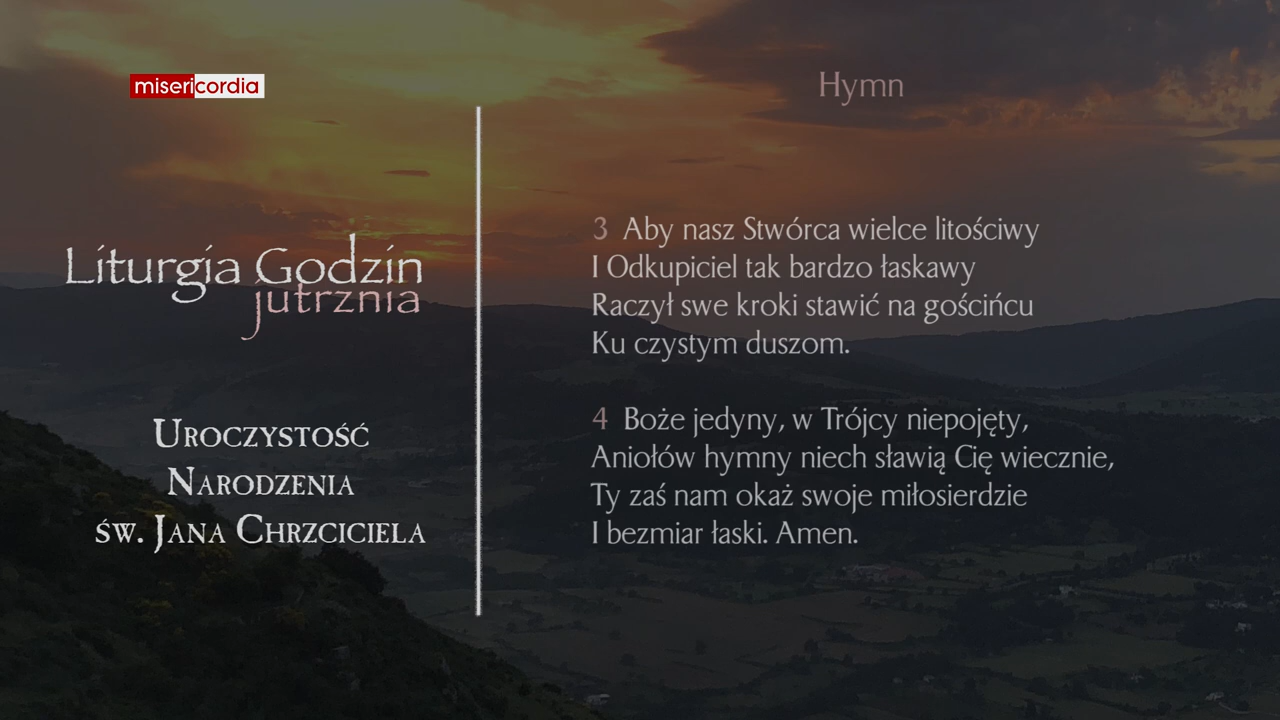 misericordia
Hymn
Liturgia Godzin
jutrznia
Uroczystość
Narodzenia
św. Jana Chrzciciela
3 Aby nasz Stwórca wielce litościwy
I Odkupiciel tak bardzo łaskawy
Raczył swe kroki stawić na gościńcu
Ku czystym duszom.
4 Boże jedyny, w Trójcy niepojęty,
Aniołów hymny niech sławią Cię wiecznie,
Ty zaś nam okaż swoje miłosierdzie
I bezmiar łaski. Amen.